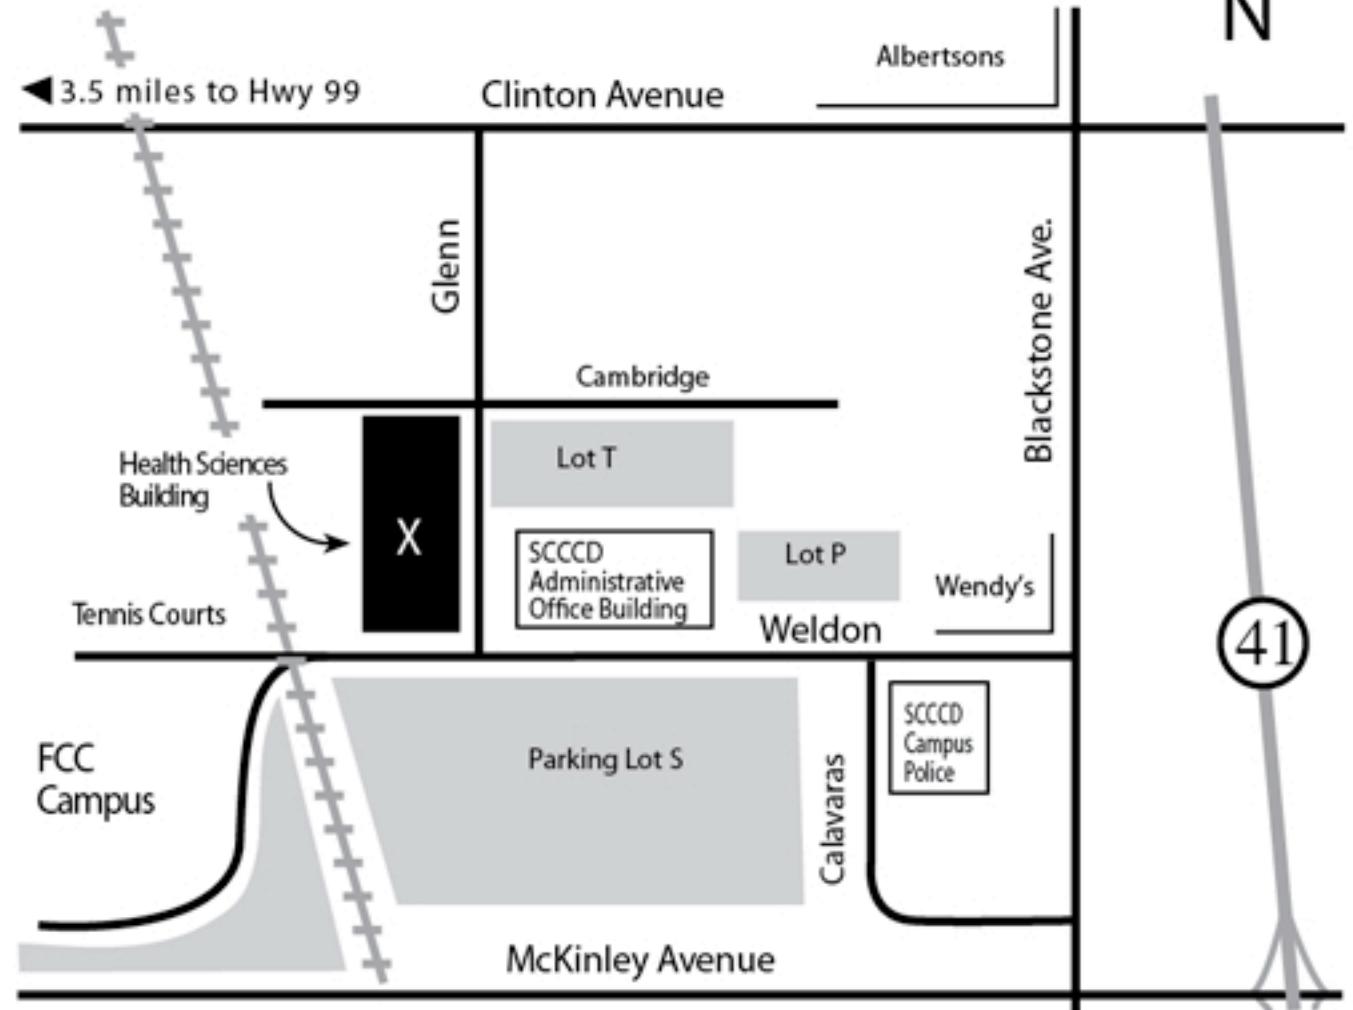 N
Albertsons
3.5 miles to Hwy 99
Clinton Avenue
Glenn
Blackstone Ave.
Cambridge
Health Sciences
Building
Lot T
X
SCCCD
Administrative
Office Building
Lot P
Wendy's
Tennis Courts
Weldon
41
FCC
Campus
Parking Lot S
Calavaras
SCCCD
Campus
Police
McKinley Avenue